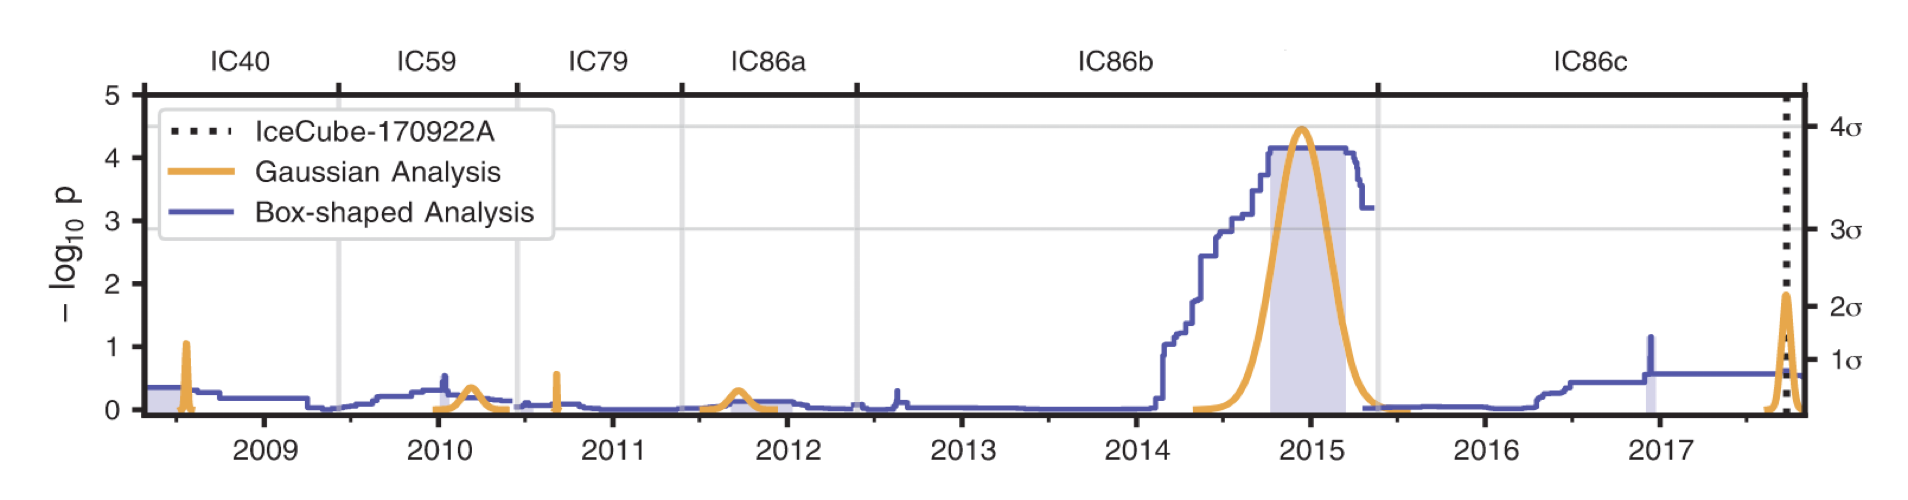 IC40 IC59 IC79 IC86a IC86b IC86c
5
4
3
2
1
0
− log10 p
IceCube-170922A
Gaussian Analysis
Box-shaped Analysis
4σ
3σ
2σ
1σ
2009 2010 2011 2012 2013 2014 2015 2016 2017